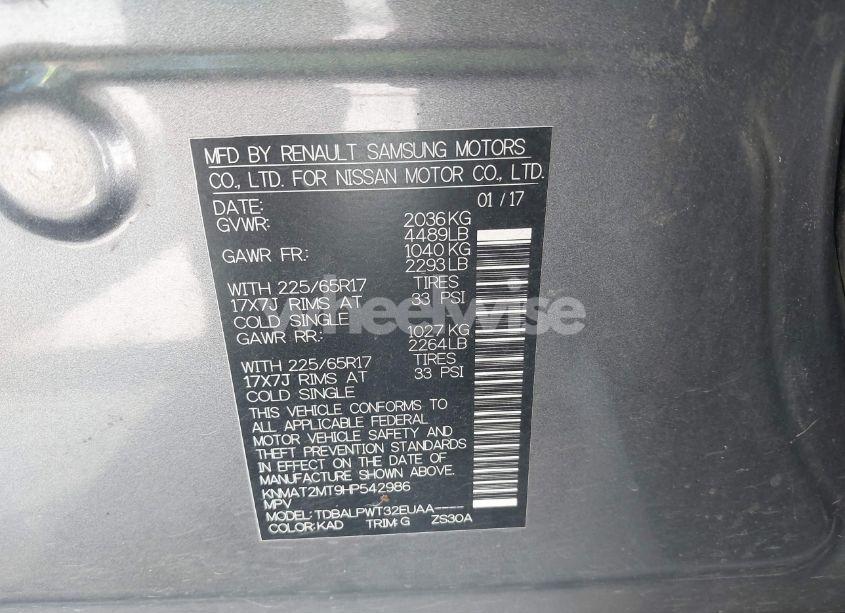 MFD BY RENAULT SAMSUNG MOTORS
CO., LTD. FOR NISSAN MOTOR CO., LTD.
DATE: 01 / 17
GVWR: 2036KG
4489LB
GAWR FR: 1040KG
2293LB
WITH 225/65R17 TIRES
17X7J RIMS AT 33 PSI
COLD SINGLE
GAWR RR: 1027KG
2264LB
WITH 225/65R17 TIRES
17X7J RIMS AT 33 PSI
COLD SINGLE
THIS VEHICLE CONFORMS TO
ALL APPLICABLE FEDERAL
MOTOR VEHICLE SAFETY AND
THEFT PREVENTION STANDARDS
IN EFFECT ON THE DATE OF
MANUFACTURE SHOWN ABOVE.
KNMAT2MT9HP542986
MPV
MODEL: TDBALPWT32EUAA----
COLOR:KAD TRIM:G ZS30A
wheelwise